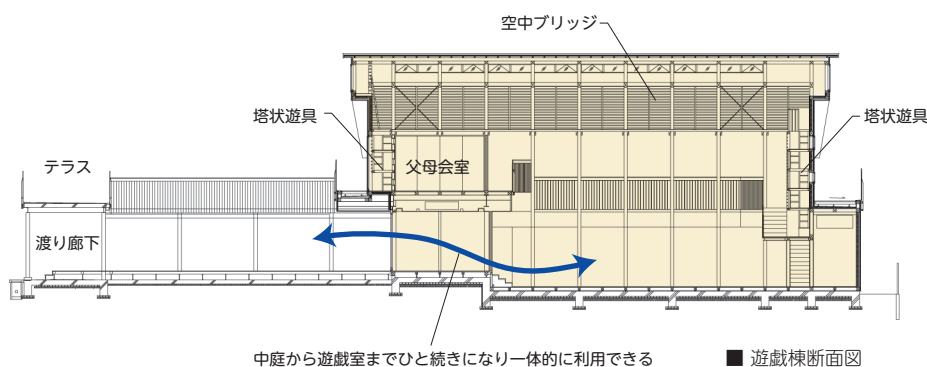 空中ブリッジ
塔状遊具
塔状遊具
テラス
父母会室
渡り廊下
中庭から遊戯室までひと続きになり一体的に利用できる
■ 遊戯棟断面図